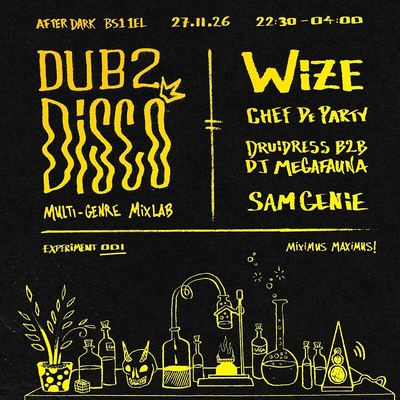 AFTER DARK BS1 1EL 27.11.26 22:30-04:00
DUB2
DISCO
MULTI-GENRE MIXLAB
WiZE
CHEF De PARTY
DRUiDRESS B2B
DJ MEGAFAUNA
SAM GENiE
EXPERIMENT 001
MIXIMUS MAXIMUS!